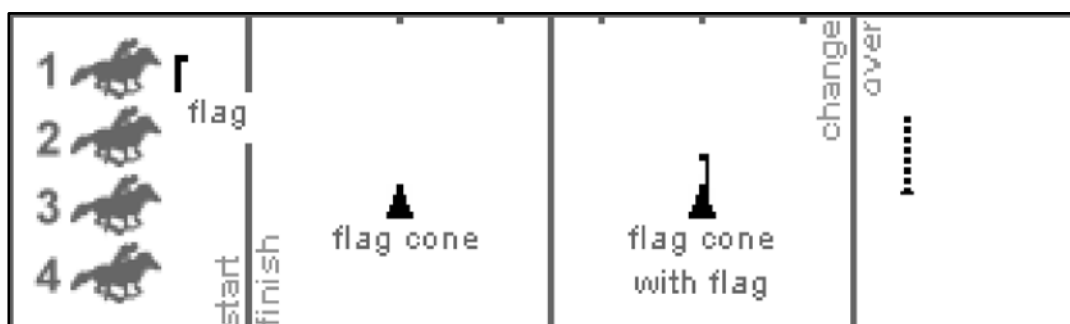 1
flag
2
3
4
start
finish
flag cone
flag cone
with flag
change
over